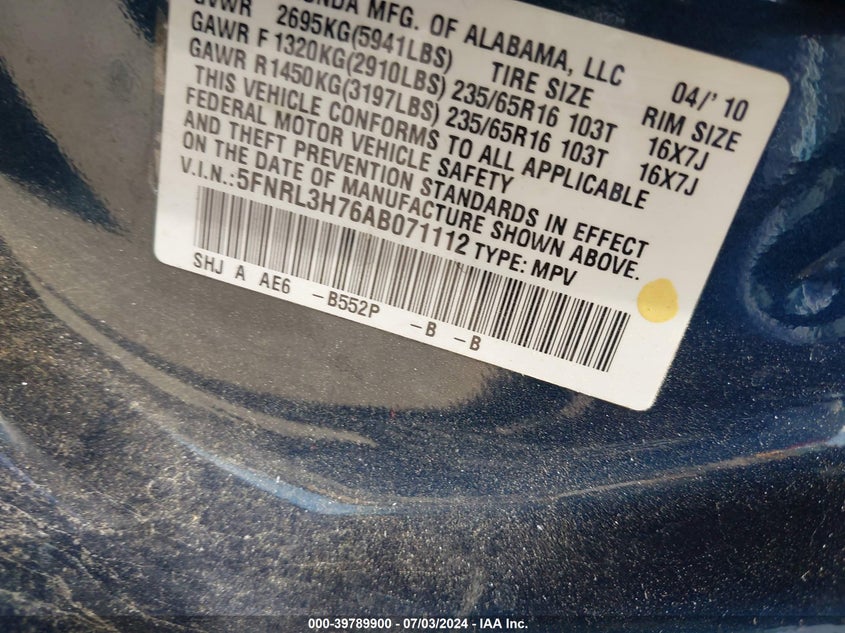 HONDA MFG. OF ALABAMA, LLC 04/'10
GVWR 2695KG(5941LBS) TIRE SIZE RIM SIZE
GAWR F 1320KG(2910LBS) 235/65R16 103T 16X7J
GAWR R 1450KG(3197LBS) 235/65R16 103T 16X7J
THIS VEHICLE CONFORMS TO ALL APPLICABLE
FEDERAL MOTOR VEHICLE SAFETY
AND THEFT PREVENTION STANDARDS IN EFFECT
ON THE DATE OF MANUFACTURE SHOWN ABOVE.
V.I.N.:5FNRL3H76AB071112 TYPE: MPV
SHJ A AE6 -B552P -B -B
000-39789900 - 07/03/2024 - IAA Inc.